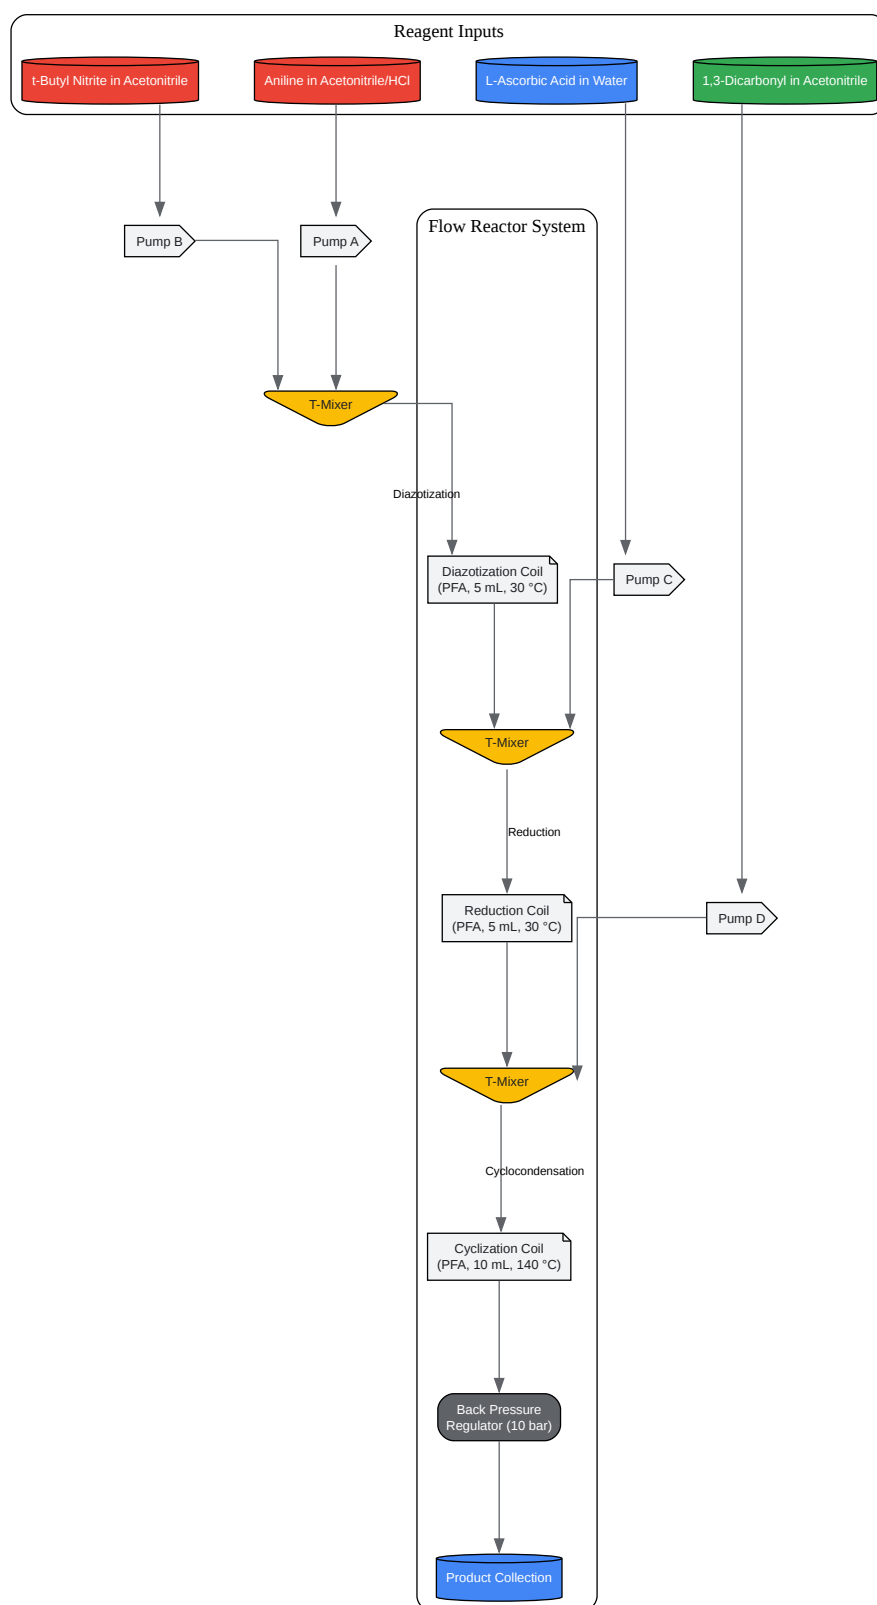 Reagent Inputs
t-Butyl Nitrite in Acetonitrile
Aniline in Acetonitrile/HCl
L-Ascorbic Acid in Water
1,3-Dicarbonyl in Acetonitrile
Flow Reactor System
Pump B
Pump A
T-Mixer
Diazotization
Diazotization Coil
(PFA, 5 mL, 30 °C)
Pump C
T-Mixer
Reduction
Reduction Coil
(PFA, 5 mL, 30 °C)
Pump D
T-Mixer
Cyclocondensation
Cyclization Coil
(PFA, 10 mL, 140 °C)
Back Pressure
Regulator (10 bar)
Product Collection